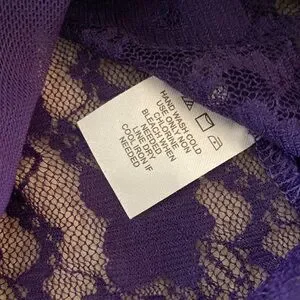 HAND WASH COLD
USE ONLY NON
CHLORINE
BLEACH WHEN
NEEDED
LINE DRY
COOL IRON IF
NEEDED